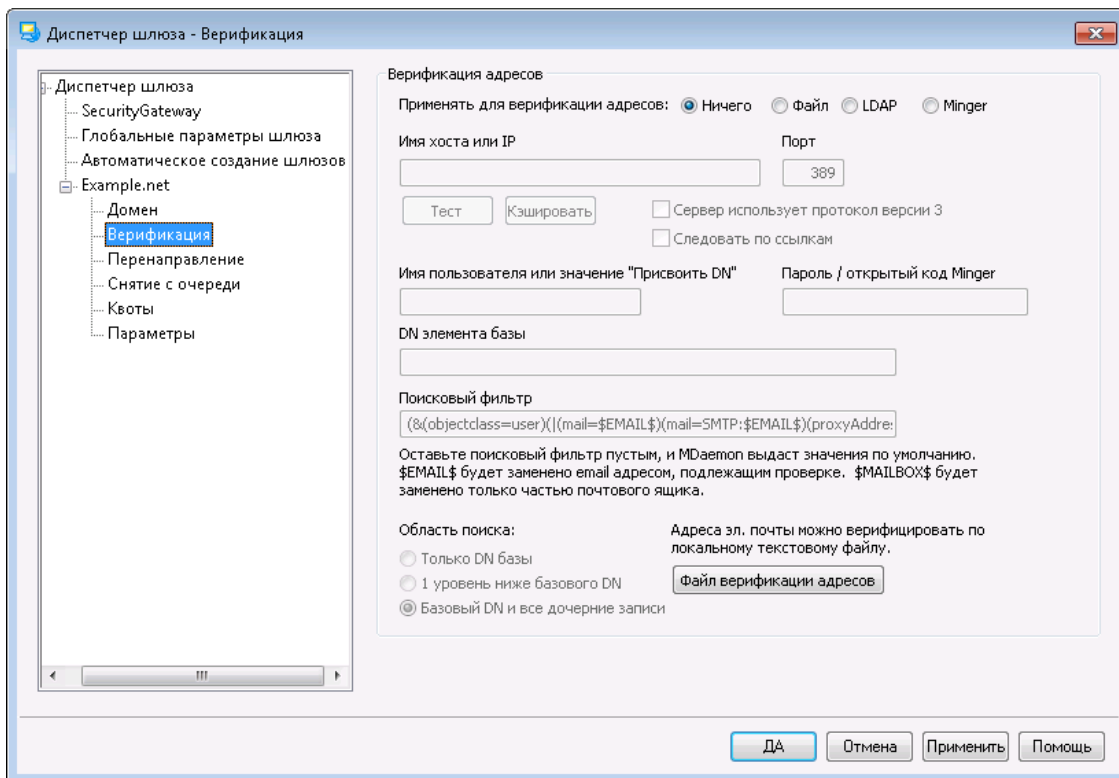 Диспетчер шлюза - Верификация
Диспетчер шлюза
SecurityGateway
Глобальные параметры шлюза
Автоматическое создание шлюзов
Example.net
Домен
Верификация
Перенаправление
Снятие с очереди
Квоты
Параметры
Верификация адресов
Применять для верификации адресов: Ничего Файл LDAP Minger
Имя хоста или IP Порт
389
Тест Кэшировать Сервер использует протокол версии 3
Следовать по ссылкам
Имя пользователя или значение "Присвоить DN" Пароль / открытый код Minger
DN элемента базы
Поисковый фильтр
(&(objectclass=user)(|(mail=$EMAIL$)(mail=SMTP:$EMAIL$)(proxyAddre
Оставьте поисковый фильтр пустым, и MDaemon выдаст значения по умолчанию.
$EMAIL$ будет заменено email адресом, подлежащим проверке. $MAILBOX$ будет
заменено только частью почтового ящика.
Область поиска:
Только DN базы
1 уровень ниже базового DN
Базовый DN и все дочерние записи
Адреса эл. почты можно верифицировать по
локальному текстовому файлу.
Файл верификации адресов
ДА Отмена Применить Помощь